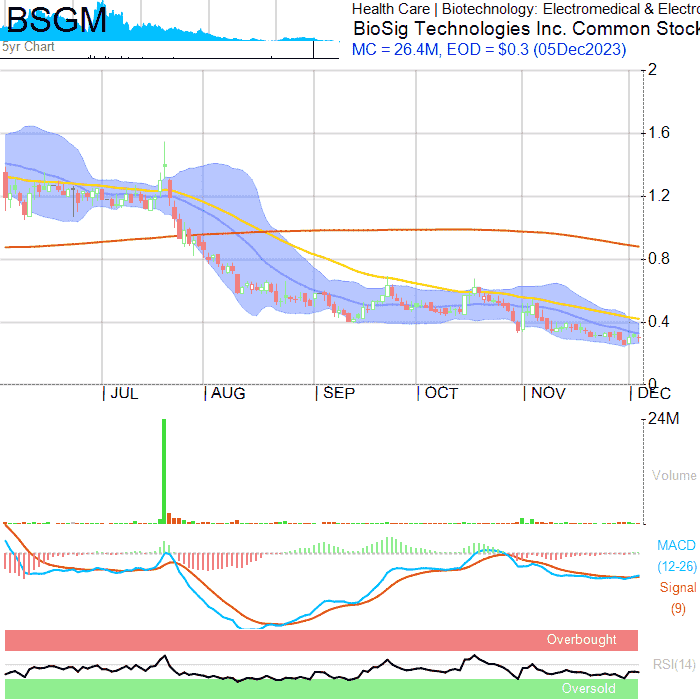 BSGM
5yr Chart
Health Care | Biotechnology: Electromedical & Electro
BioSig Technologies Inc. Common Stock
MC = 26.4M, EOD = $0.3 (05Dec2023)
2
1.6
1.2
0.8
0.4
0
JUL AUG SEP OCT NOV DEC
24M
Volume
MACD
(12-26)
Signal
(9)
Overbought
RSI(14)
Oversold